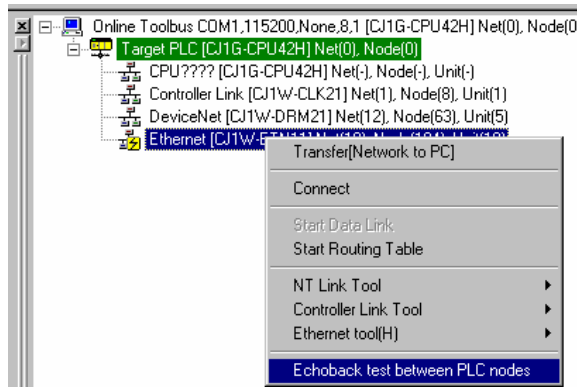 Online Toolbus COM1,115200,None,8,1 [CJ1G-CPU42H] Net(0), Node(0
Target PLC [CJ1G-CPU42H] Net(0), Node(0)
CPU???? [CJ1G-CPU42H] Net(-), Node(-), Unit(-)
Controller Link [CJ1W-CLK21] Net(1), Node(8), Unit(1)
DeviceNet [CJ1W-DRM21] Net(12), Node(63), Unit(5)
Ethernet [CJ1W-
Transfer[Network to PC]
Connect
Start Data Link
Start Routing Table
NT Link Tool
Controller Link Tool
Ethernet tool(H)
Echoback test between PLC nodes